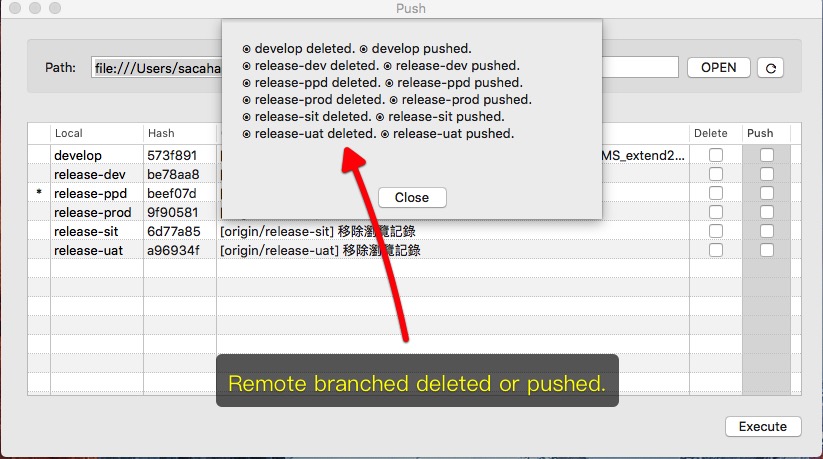 Push
◉ develop deleted. ◉ develop pushed.
◉ release-dev deleted. ◉ release-dev pushed.
◉ release-ppd deleted. ◉ release-ppd pushed.
◉ release-prod deleted. ◉ release-prod pushed.
◉ release-sit deleted. ◉ release-sit pushed.
◉ release-uat deleted. ◉ release-uat pushed.
Close
Path: file:///Users/sacaha OPEN
Local Hash Delete Push
develop 573f891 MS_extend2...
release-dev be78aa8
* release-ppd beef07d
release-prod 9f90581
release-sit 6d77a85 [origin/release-sit] 移除瀏覽記錄
release-uat a96934f [origin/release-uat] 移除瀏覽記錄
Remote branched deleted or pushed.
Execute